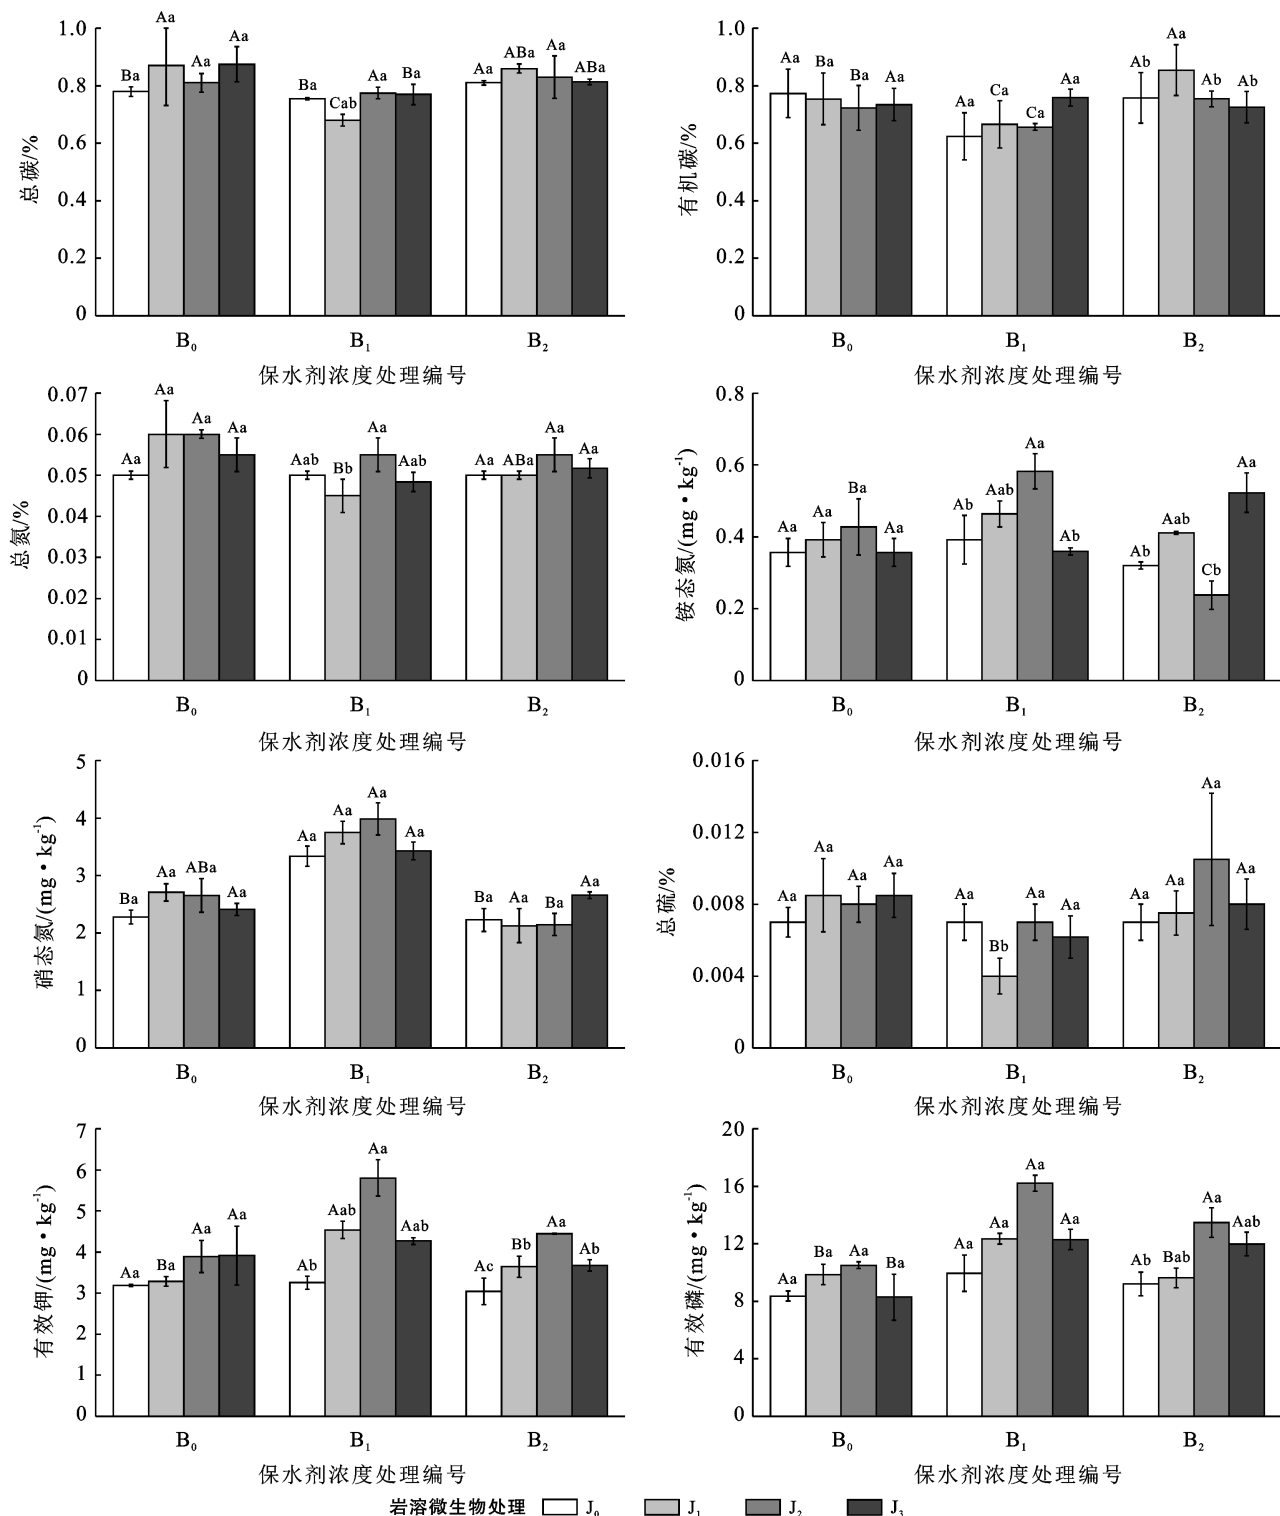 总碳/%
1.0
0.8
0.6
0.4
0.2
0
Ba Aa Aa Aa
Ba Cab Aa Ba
Aa ABa Aa ABa
B₀ B₁ B₂
保水剂浓度处理编号
有机碳/%
1.0
0.8
0.6
0.4
0.2
0
Aa Ba Ba Aa
Aa Ca Ca Aa
Ab Aa Ab Ab
B₀ B₁ B₂
保水剂浓度处理编号
总氮/%
0.07
0.06
0.05
0.04
0.03
0.02
0.01
0
Aa Aa Aa Aa
Aab Bb Aa Aab
Aa ABa Aa Aa
B₀ B₁ B₂
保水剂浓度处理编号
铵态氮/(mg·kg⁻¹)
0.8
0.6
0.4
0.2
0
Aa Aa Ba Aa
Ab Aab Aa Ab
Ab Aab Cb Aa
B₀ B₁ B₂
保水剂浓度处理编号
硝态氮/(mg·kg⁻¹)
5
4
3
2
1
0
Ba Aa ABa Aa
Aa Aa Aa Aa
Ba Aa Ba Aa
B₀ B₁ B₂
保水剂浓度处理编号
总硫/%
0.016
0.012
0.008
0.004
0
Aa Aa Aa Aa
Aa Bb Aa Aa
Aa Aa Aa Aa
B₀ B₁ B₂
保水剂浓度处理编号
有效钾/(mg·kg⁻¹)
7
6
5
4
3
2
1
0
Aa Ba Aa Aa
Ab Aab Aa Aab
Ac Bb Aa Ab
B₀ B₁ B₂
保水剂浓度处理编号
有效磷/(mg·kg⁻¹)
20
16
12
8
4
0
Aa Ba Aa Ba
Aa Aa Aa Aa
Ab Bab Aa Aab
B₀ B₁ B₂
保水剂浓度处理编号
岩溶微生物处理 J₀ J₁ J₂ J₃